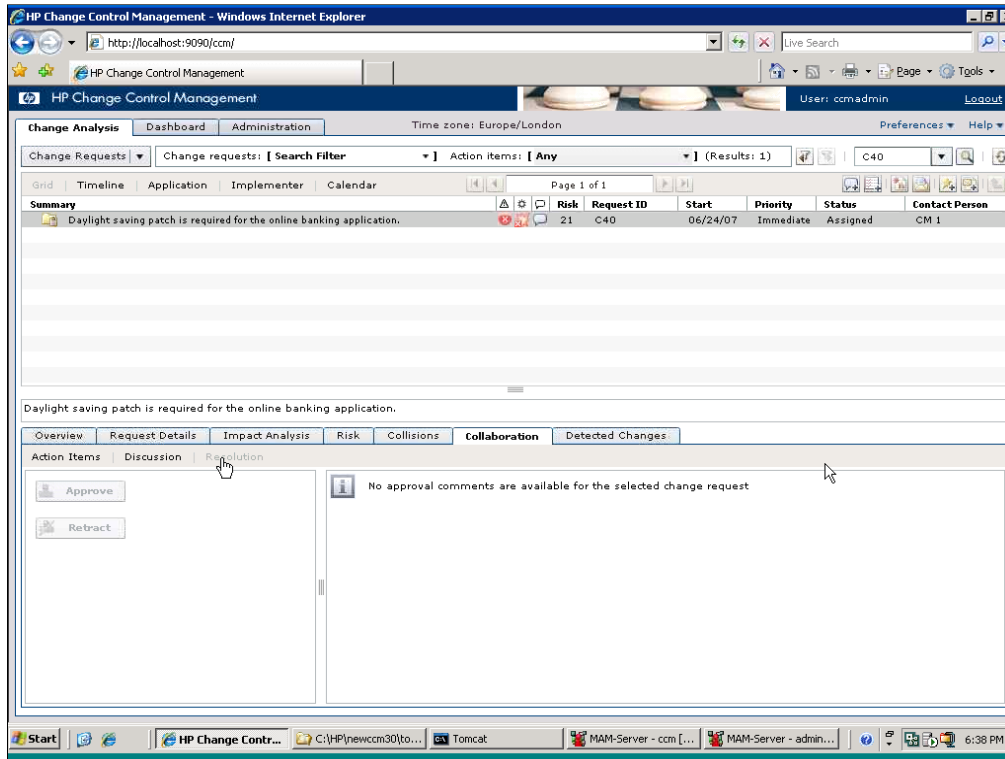 HP Change Control Management - Windows Internet Explorer
http://localhost:9090/ccm/
Live Search
HP Change Control Management
Page
Tools
HP Change Control Management
User: ccmadmin
Logout
Change Analysis
Dashboard
Administration
Time zone: Europe/London
Preferences
Help
Change Requests
Change requests: [ Search Filter ]
Action items: [ Any ]
(Results: 1)
C40
Grid | Timeline | Application | Implementer | Calendar
Page 1 of 1
Summary Risk Request ID Start Priority Status Contact Person
Daylight saving patch is required for the online banking application. 21 C40 06/24/07 Immediate Assigned CM 1
Daylight saving patch is required for the online banking application.
Overview
Request Details
Impact Analysis
Risk
Collisions
Collaboration
Detected Changes
Action Items | Discussion | Resolution
Approve
No approval comments are available for the selected change request
Retract
Start
HP Change Contr...
C:\HP\newccm30\to...
Tomcat
MAM-Server - ccm [...
MAM-Server - admin...
6:38 PM